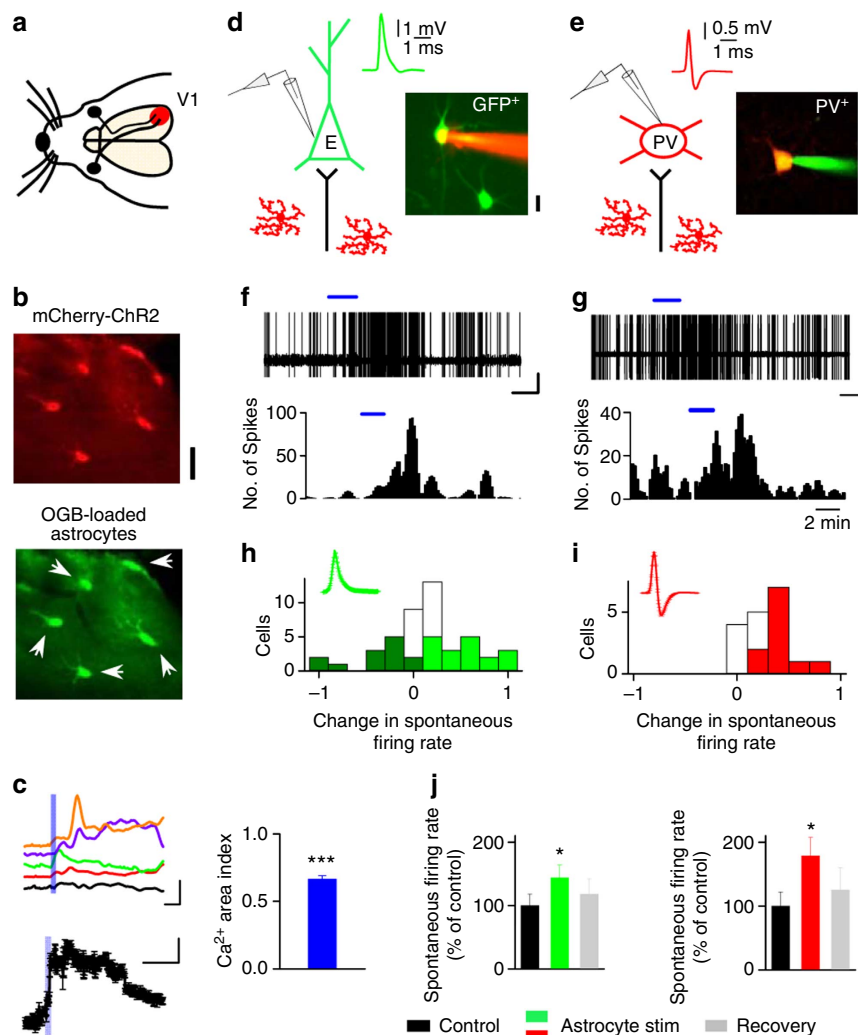 a
V1
b
mCherry-ChR2
OGB-loaded
astrocytes
c
Ca2+ area index
1.0
0.5
0.0
***
d
1 mV
1 ms
E
GFP+
e
0.5 mV
1 ms
PV
PV+
f
No. of Spikes
100
50
0
g
No. of Spikes
40
20
0
2 min
h
Cells
10
5
0
–1
0
1
Change in spontaneous
firing rate
i
Cells
5
0
–1
0
1
Change in spontaneous
firing rate
j
Spontaneous firing rate
(% of control)
200
100
0
*
Spontaneous firing rate
(% of control)
200
100
0
*
Control
Astrocyte stim
Recovery